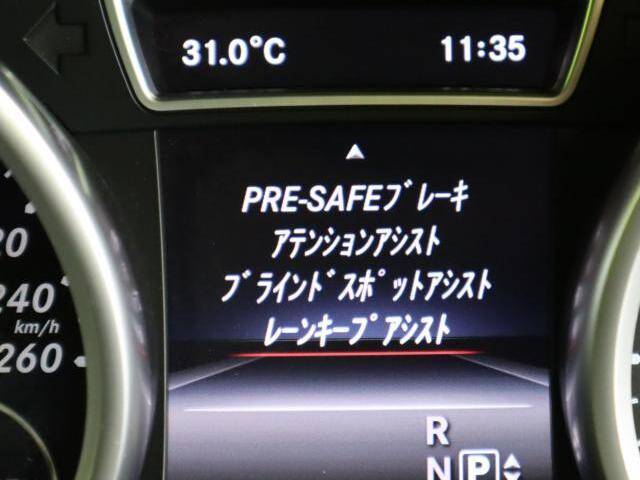 31.0°C 11:35
PRE-SAFEブレーキ
アテンションアシスト
ブラインドスポットアシスト
レーンキープアシスト
20
240
km/h
260
R
N P